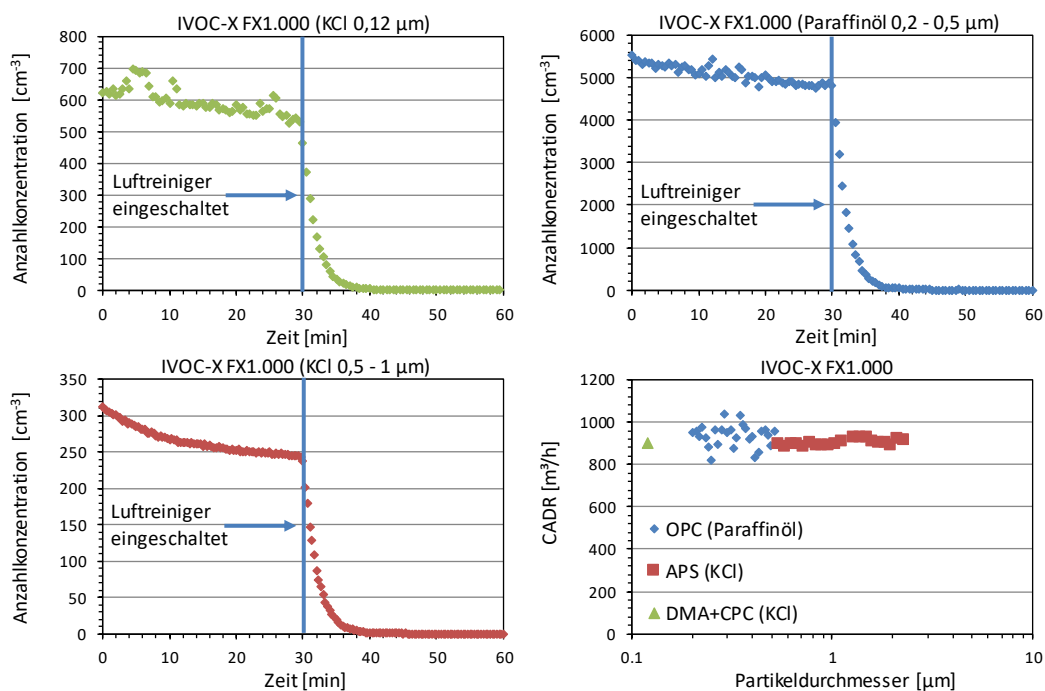 IVOC-X FX1.000 (KCl 0,12 µm)
Anzahlkonzentration [cm⁻³]
800
700
600
500
400
300
200
100
0
Luftreiniger
eingeschaltet
0 10 20 30 40 50 60
Zeit [min]
IVOC-X FX1.000 (Paraffinöl 0,2 - 0,5 µm)
Anzahlkonezntration [cm⁻³]
6000
5000
4000
3000
2000
1000
0
Luftreiniger
eingeschaltet
0 10 20 30 40 50 60
Zeit [min]
IVOC-X FX1.000 (KCl 0,5 - 1 µm)
Anzahlkonzentration [cm⁻³]
350
300
250
200
150
100
50
0
Luftreiniger
eingeschaltet
0 10 20 30 40 50 60
Zeit [min]
IVOC-X FX1.000
CADR [m³/h]
1200
1000
800
600
400
200
0
OPC (Paraffinöl)
APS (KCl)
DMA+CPC (KCl)
0.1 1 10
Partikeldurchmesser [µm]